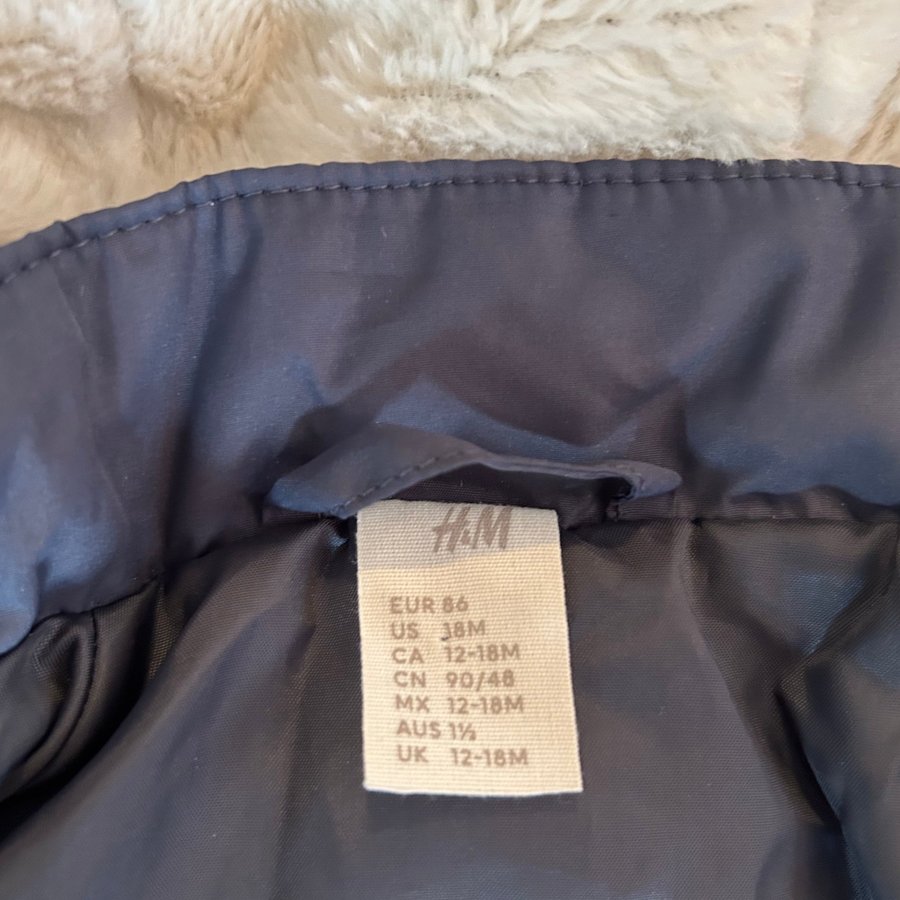 H&M
EUR 86
US 18M
CA 12-18M
CN 90/48
MX 12-18M
AUS 1½
UK 12-18M